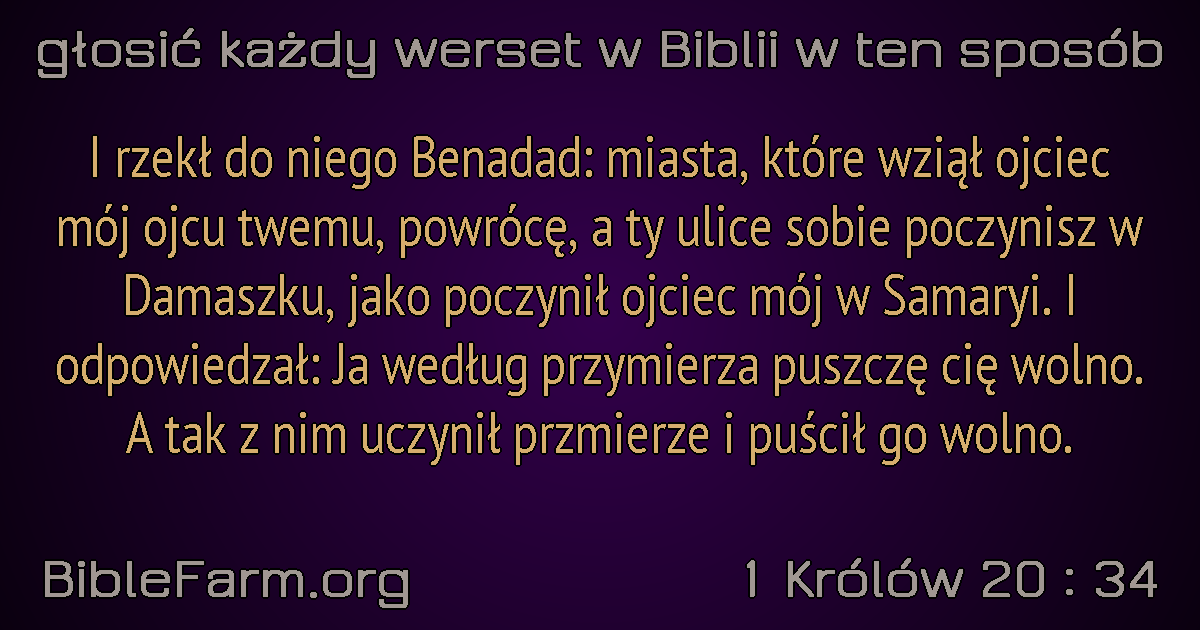 głosić każdy werset w Biblii w ten sposób
I rzekł do niego Benadad: miasta, które wziął ojciec
mój ojcu twemu, powrócę, a ty ulice sobie poczynisz w
Damaszku, jako poczynił ojciec mój w Samaryi. I
odpowiedzał: Ja według przymierza puszczę cię wolno.
A tak z nim uczynił przmierze i puścił go wolno.
BibleFarm.org
1 Królów 20 : 34